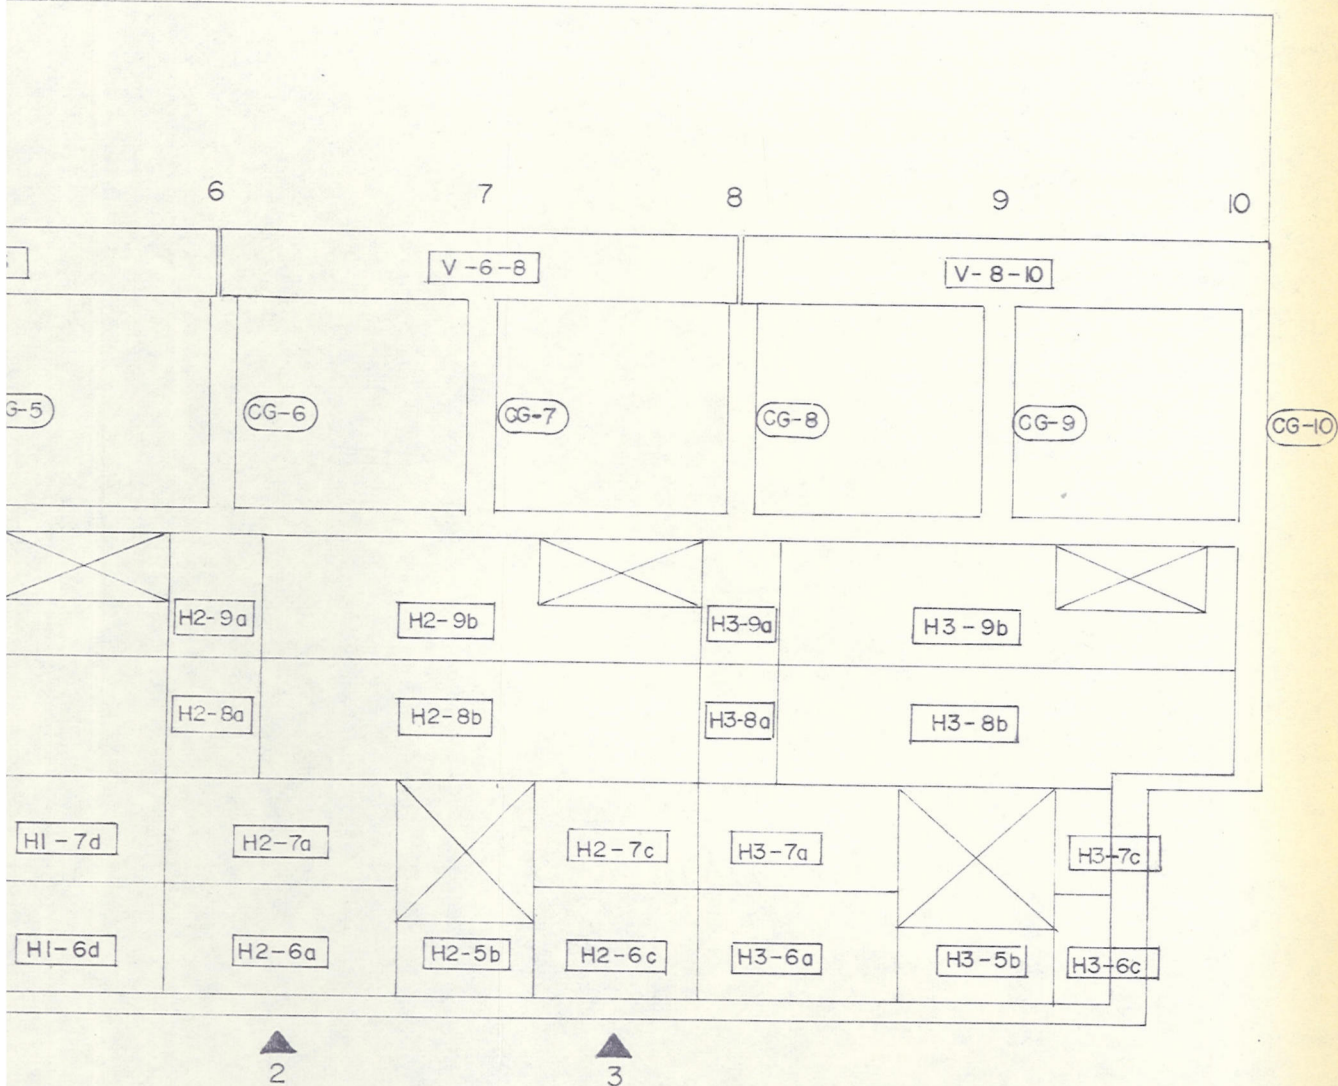 6 7 8 9 10
V-6-8 V-8-10
G-5 CG-6 CG-7 CG-8 CG-9 CG-10
H2-9a H2-9b H3-9a H3-9b
H2-8a H2-8b H3-8a H3-8b
H1-7d H2-7a H2-7c H3-7a H3-7c
H1-6d H2-6a H2-5b H2-6c H3-6a H3-5b H3-6c
2 3